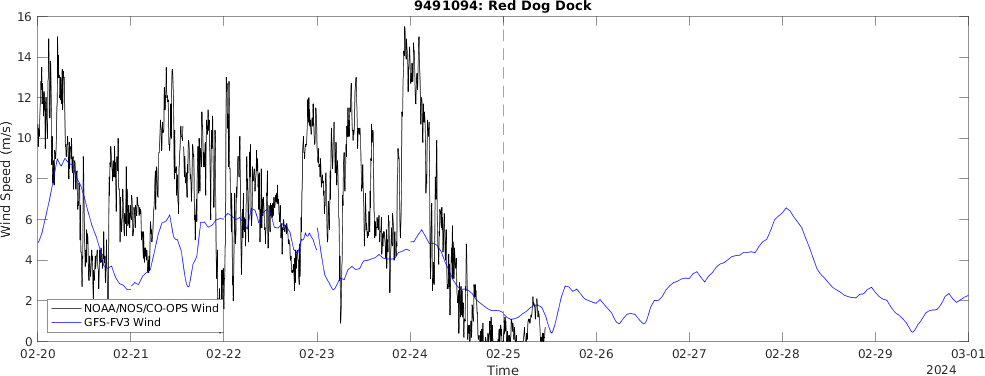 9491094: Red Dog Dock
16
14
12
10
8
6
4
2
0
Wind Speed (m/s)
NOAA/NOS/CO-OPS Wind
GFS-FV3 Wind
02-20 02-21 02-22 02-23 02-24 02-25 02-26 02-27 02-28 02-29 03-01
Time
2024